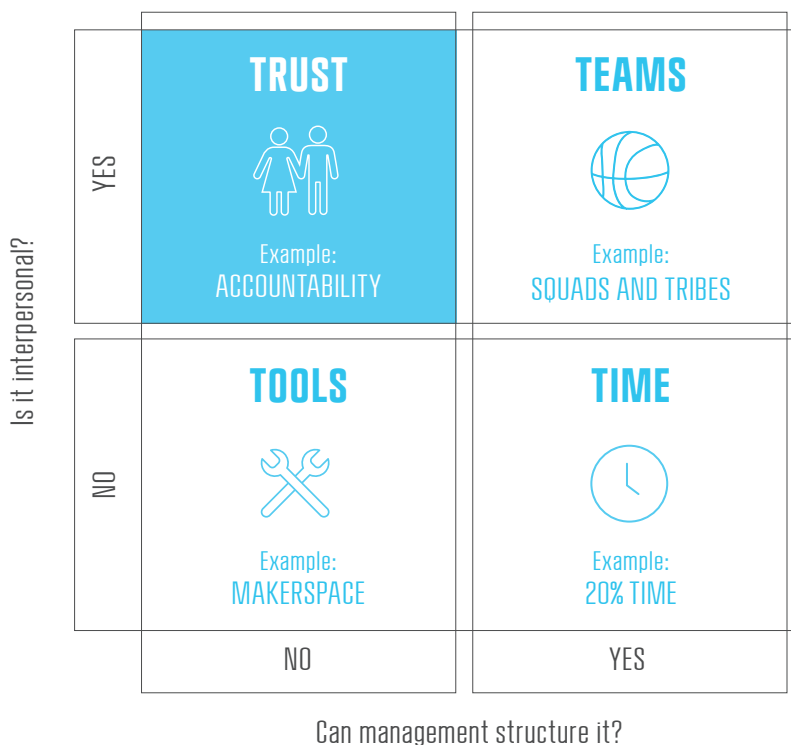 TRUST
Example:
ACCOUNTABILITY
TEAMS
Example:
SQUADS AND TRIBES
YES
Is it interpersonal?
TOOLS
Example:
MAKERSPACE
TIME
Example:
20% TIME
NO
NO
YES
Can management structure it?